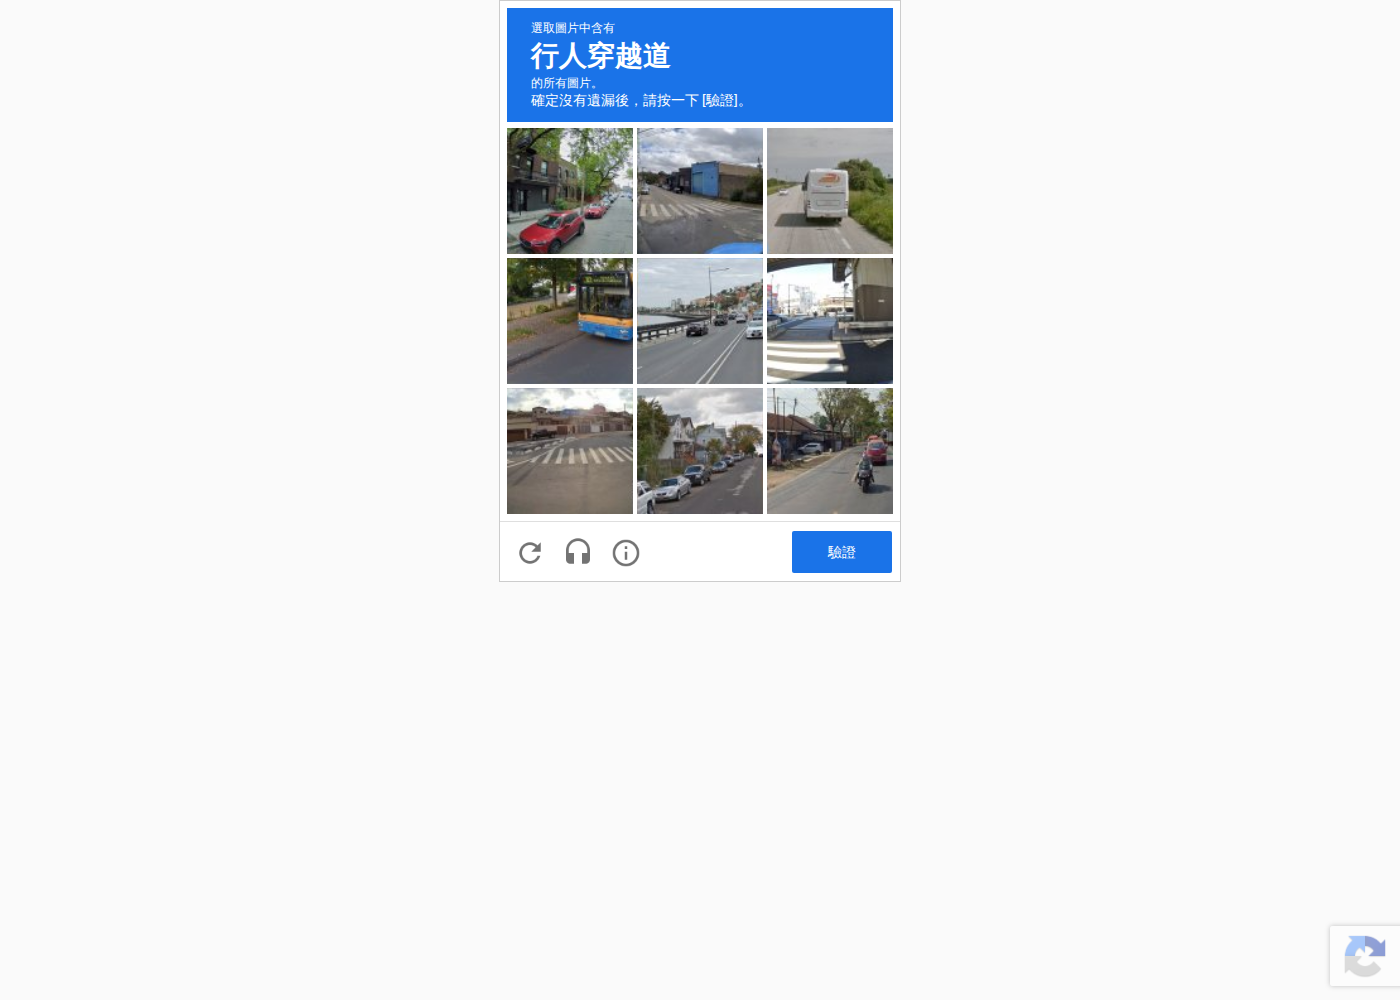 選取圖片中含有
行人穿越道
的所有圖片。
確定沒有遺漏後，請按一下 [驗證]。
驗證